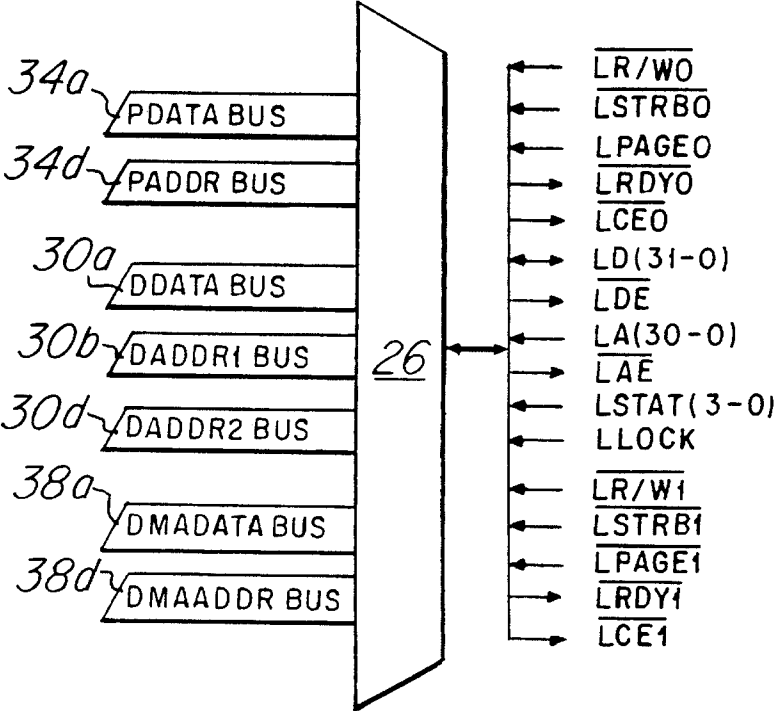 34a
PDATA BUS
34d
PADDR BUS
30a
DDATA BUS
30b
DADDR1 BUS
30d
DADDR2 BUS
38a
DMADATA BUS
38d
DMAADDR BUS
26
LR/W0
LSTRB0
LPAGE0
LRDY0
LCE0
LD(31-0)
LDE
LA(30-0)
LAE
LSTAT(3-0)
LLOCK
LR/W1
LSTRB1
LPAGE1
LRDY1
LCE1